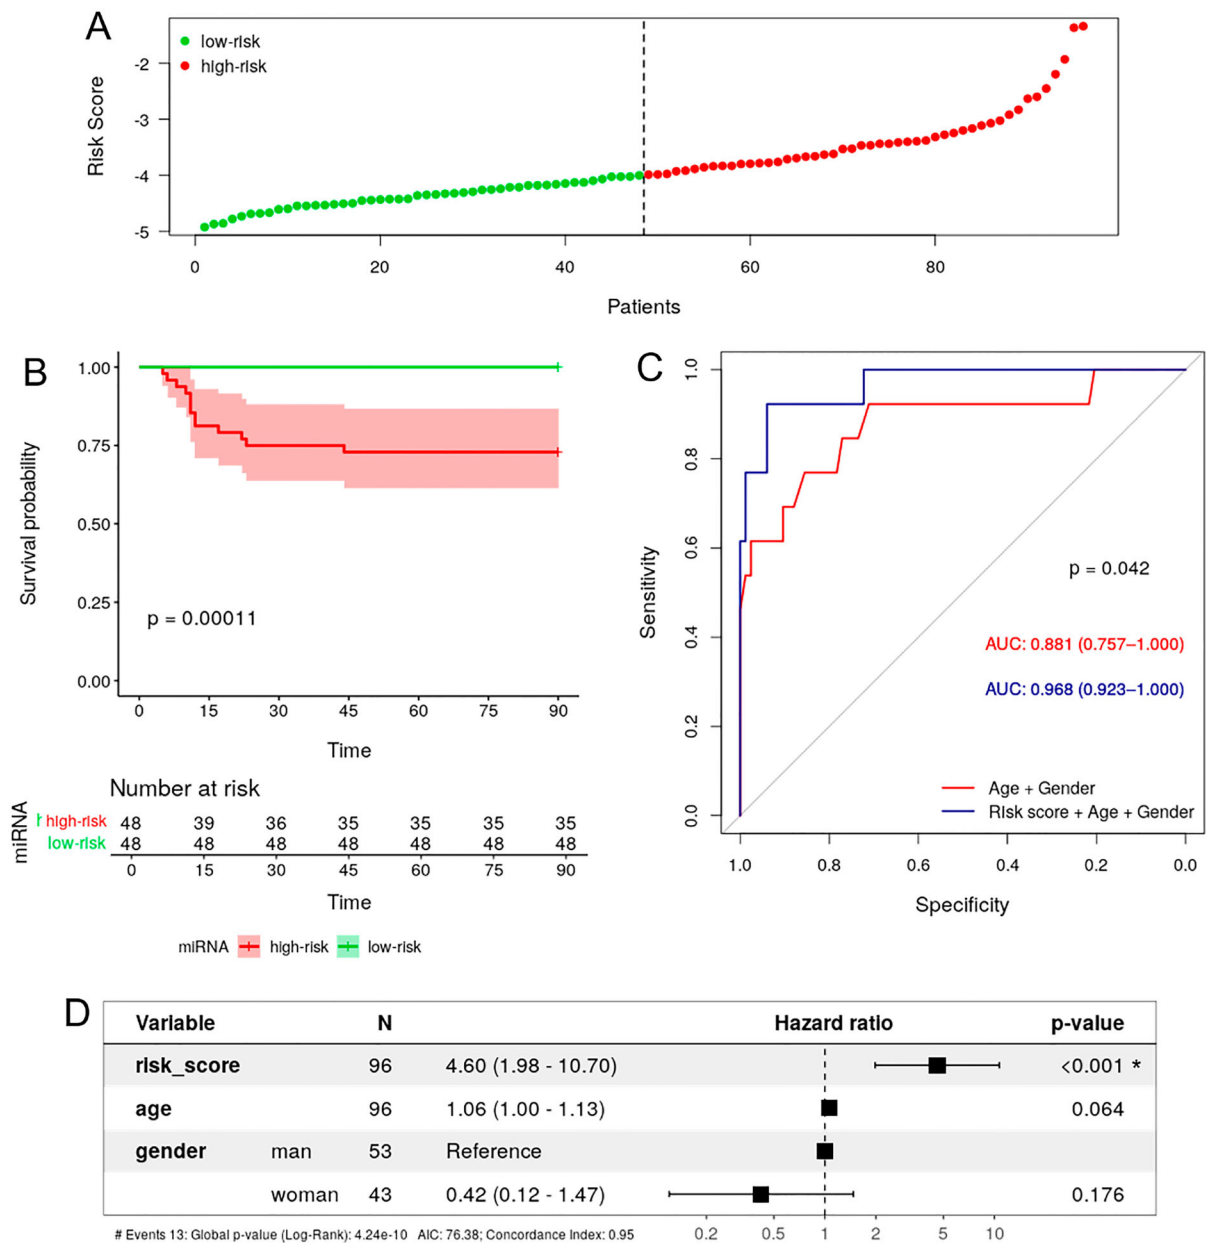 A
low-risk
high-risk
Risk Score
-2
-3
-4
-5
0 20 40 60 80
Patients
B
Survival probability
1.00
0.75
0.50
0.25
0.00
p = 0.00011
0 15 30 45 60 75 90
Time
Number at risk
miRNA
high-risk 48 39 36 35 35 35 35
low-risk 48 48 48 48 48 48 48
0 15 30 45 60 75 90
Time
miRNA high-risk low-risk
C
Sensitivity
1.0
0.8
0.6
0.4
0.2
0.0
p = 0.042
AUC: 0.881 (0.757–1.000)
AUC: 0.968 (0.923–1.000)
Age + Gender
Risk score + Age + Gender
1.0 0.8 0.6 0.4 0.2 0.0
Specificity
D
Variable N Hazard ratio p-value
risk_score 96 4.60 (1.98 - 10.70) <0.001 *
age 96 1.06 (1.00 - 1.13) 0.064
gender man 53 Reference
woman 43 0.42 (0.12 - 1.47) 0.176
# Events 13: Global p-value (Log-Rank): 4.24e-10 AIC: 76.38; Concordance Index: 0.95
0.2 0.5 1 2 5 10